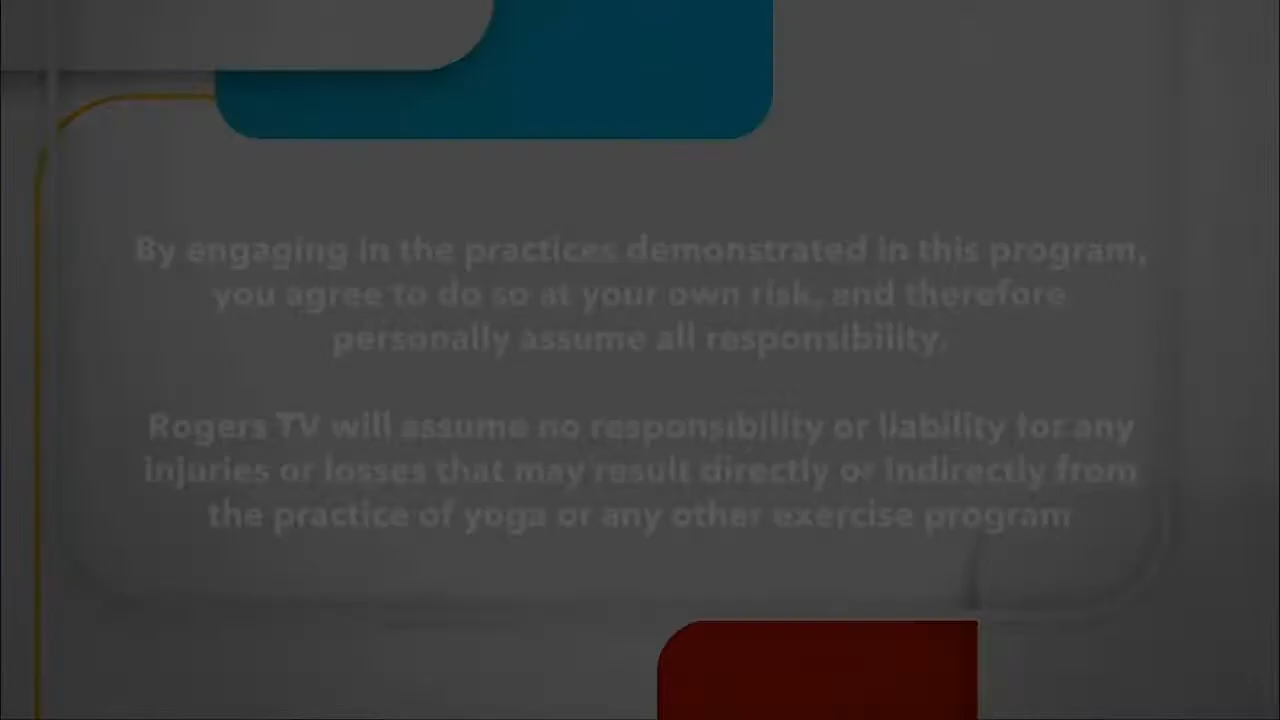 By engaging in the practices demonstrated in this program,
you agree to do so at your own risk, and therefore
personally assume all responsibility.
Rogers TV will assume no responsibility or liability for any
injuries or losses that may result directly or indirectly from
the practice of yoga or any other exercise program